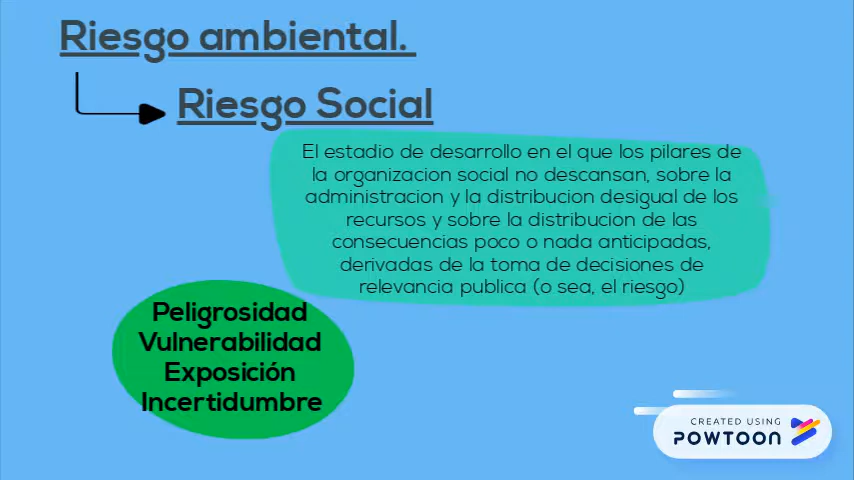 Riesgo ambiental.
Riesgo Social
El estadio de desarrollo en el que los pilares de
la organizacion social no descansan, sobre la
administracion y la distribucion desigual de los
recursos y sobre la distribucion de las
consecuencias poco o nada anticipadas,
derivadas de la toma de decisiones de
relevancia publica (o sea, el riesgo)
Peligrosidad
Vulnerabilidad
Exposición
Incertidumbre
CREATED USING
POWTOON